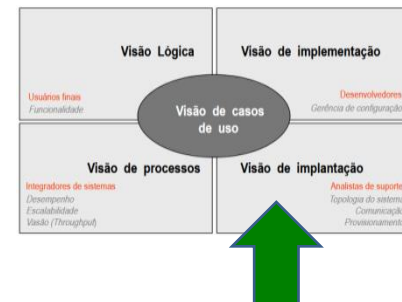 Visão Lógica
Usuários finais
Funcionalidade
Visão de implementação
Desenvolvedores
Gerência de configuração
Visão de casos
de uso
Visão de processos
Integradores de sistemas
Desempenho
Escalabilidade
Vasão (Throughput)
Visão de implantação
Analistas de suporte
Topologia do sistema
Comunicação
Provisionamento